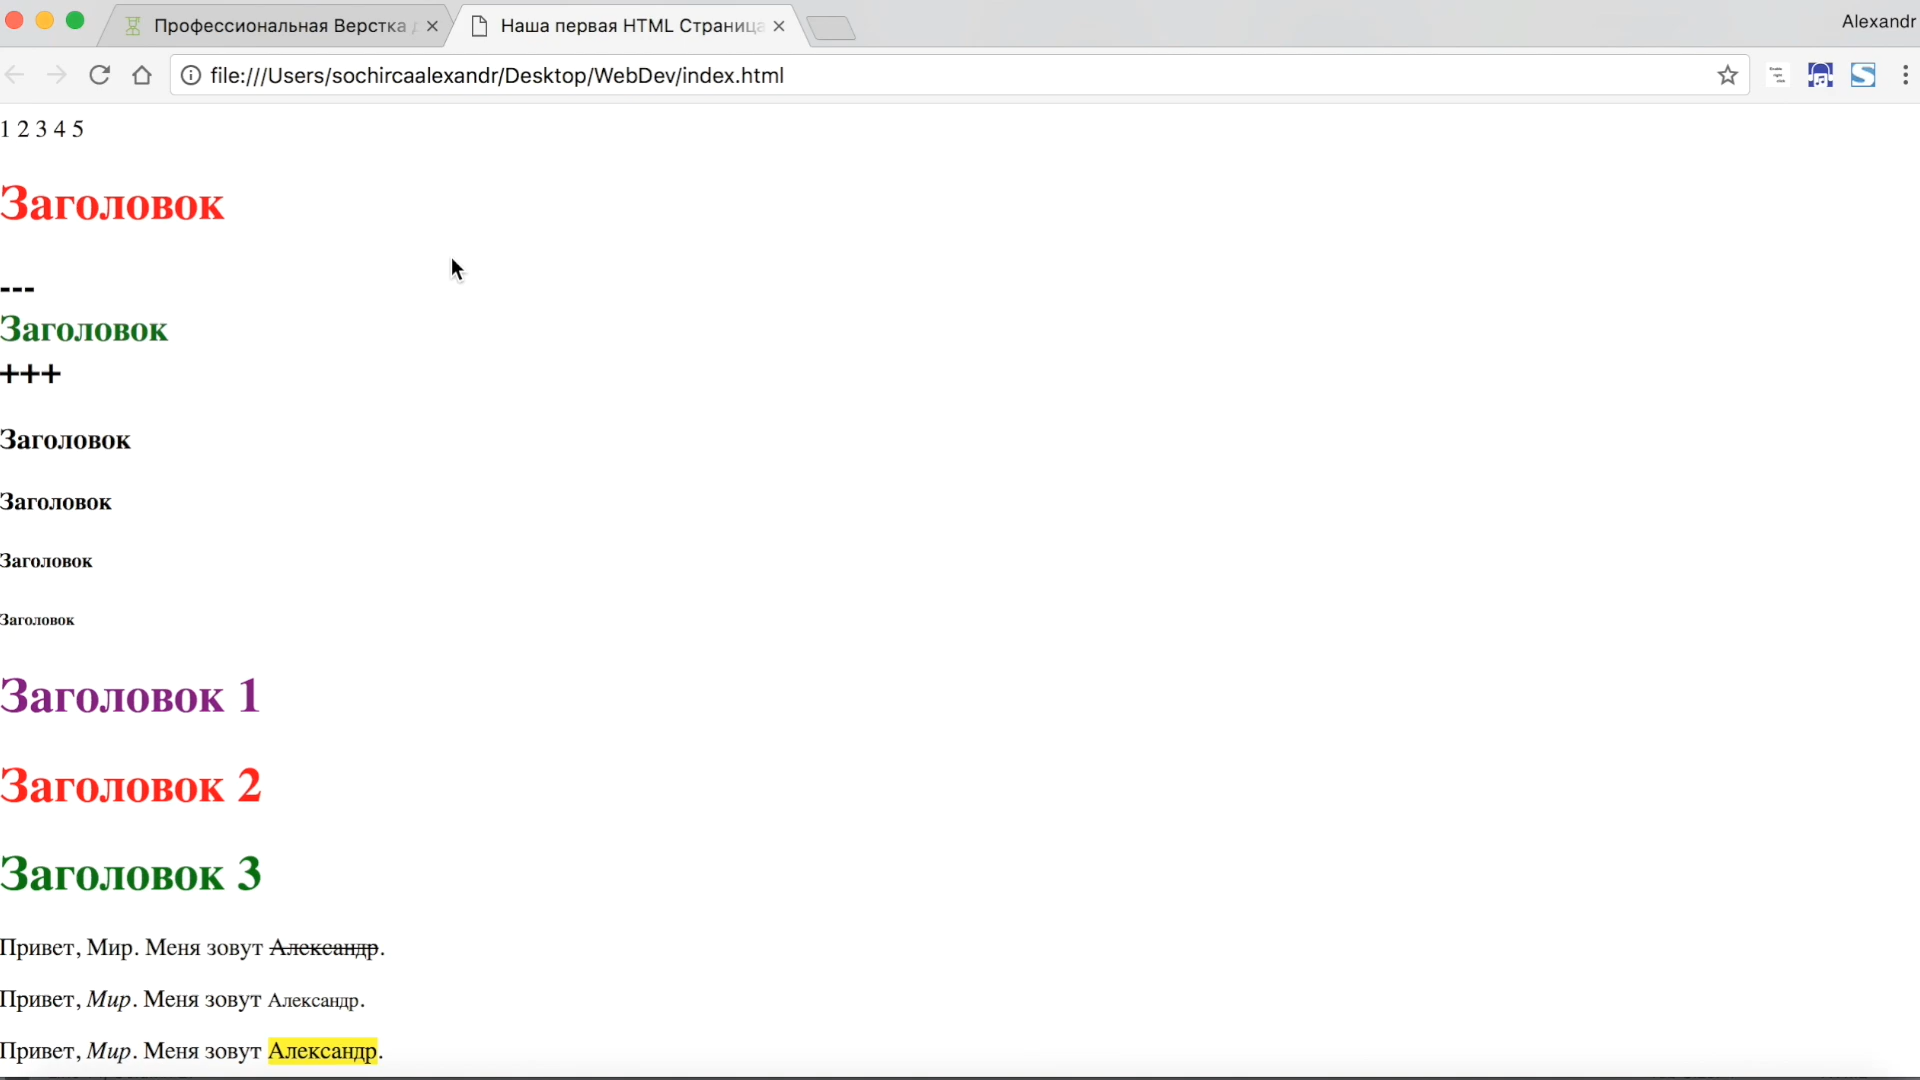 Профессиональная Верстка
Наша первая HTML Страница
Alexandr
file:///Users/sochircaalexandr/Desktop/WebDev/index.html
1 2 3 4 5
Заголовок
---
Заголовок
+++
Заголовок
Заголовок
Заголовок
Заголовок
Заголовок 1
Заголовок 2
Заголовок 3
Привет, Мир. Меня зовут Александр.
Привет, Мир. Меня зовут Александр.
Привет, Мир. Меня зовут Александр.